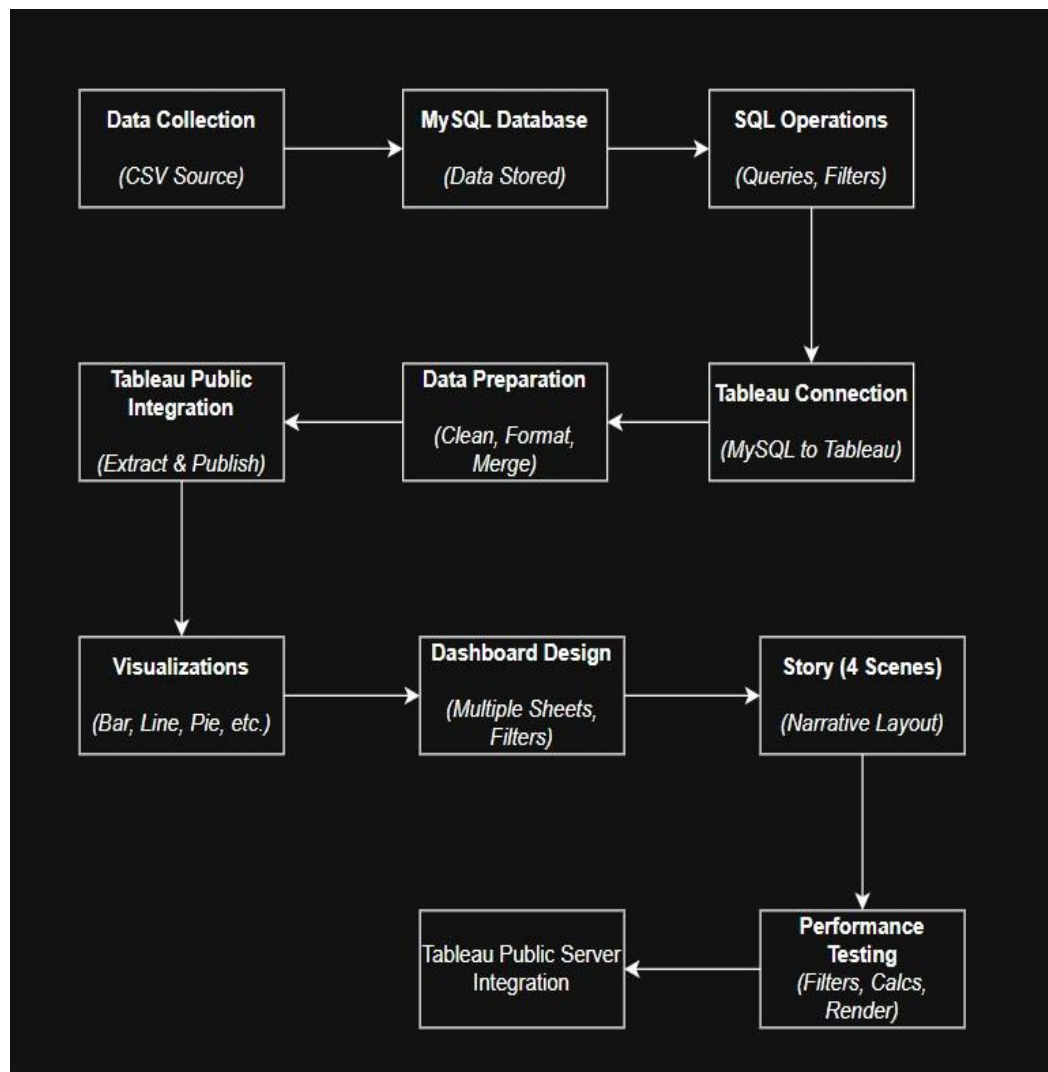 Data Collection
(CSV Source)
MySQL Database
(Data Stored)
SQL Operations
(Queries, Filters)
Tableau Public
Integration
(Extract & Publish)
Data Preparation
(Clean, Format,
Merge)
Tableau Connection
(MySQL to Tableau)
Visualizations
(Bar, Line, Pie, etc.)
Dashboard Design
(Multiple Sheets,
Filters)
Story (4 Scenes)
(Narrative Layout)
Tableau Public Server
Integration
Performance
Testing
(Filters, Calcs,
Render)